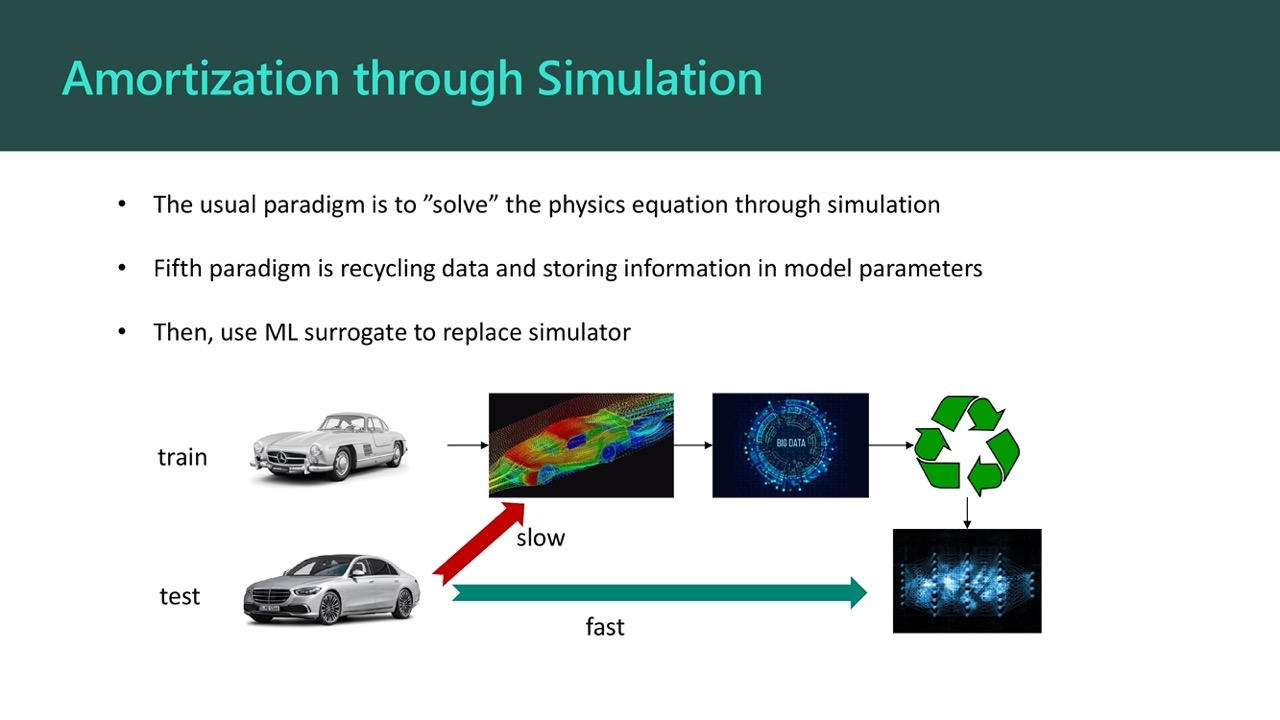 Amortization through Simulation
• The usual paradigm is to ”solve” the physics equation through simulation
• Fifth paradigm is recycling data and storing information in model parameters
• Then, use ML surrogate to replace simulator
train
BIG DATA
slow
test
fast